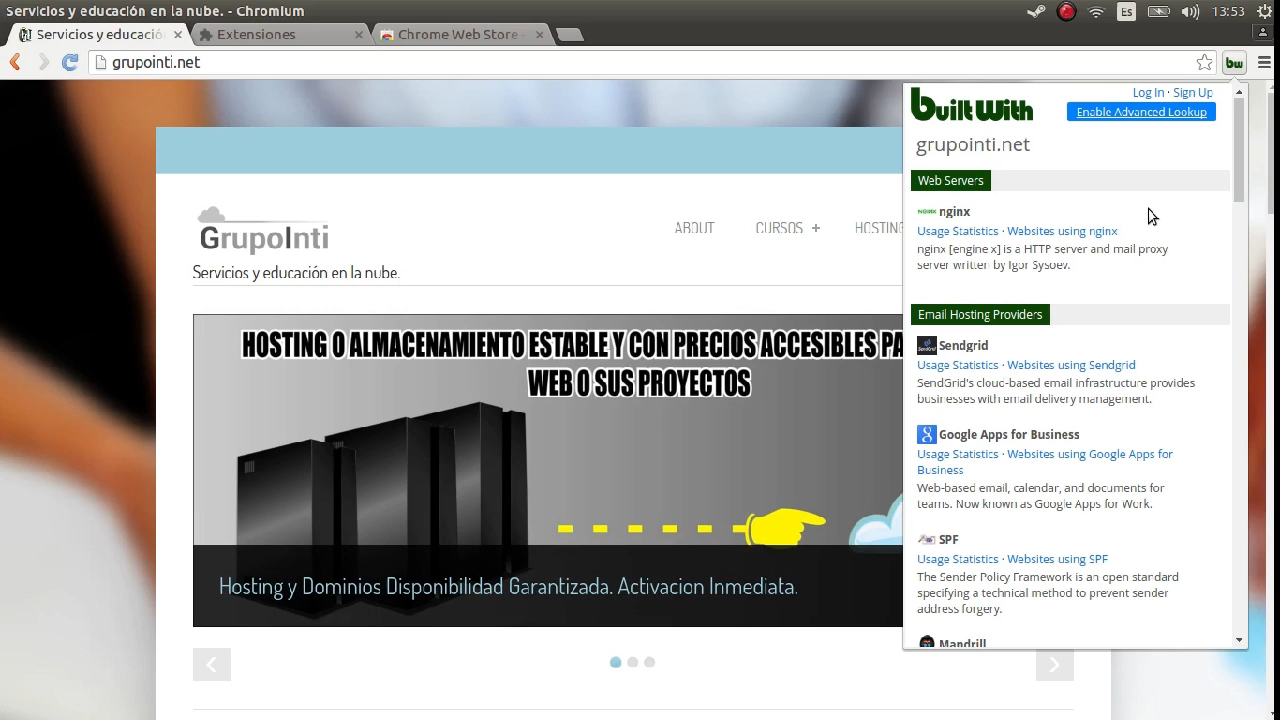 Servicios y educación en la nube. - Chromium
Es
13:53
Servicios y educació
Extensiones
Chrome Web Store -
grupointi.net
bw
Log In · Sign Up
builtwith
Enable Advanced Lookup
grupointi.net
Web Servers
NGINX nginx
Usage Statistics · Websites using nginx
nginx [engine x] is a HTTP server and mail proxy
server written by Igor Sysoev.
Email Hosting Providers
Sendgrid
Usage Statistics · Websites using Sendgrid
SendGrid's cloud-based email infrastructure provides
businesses with email delivery management.
Google Apps for Business
Usage Statistics · Websites using Google Apps for
Business
Web-based email, calendar, and documents for
teams. Now known as Google Apps for Work.
SPF
Usage Statistics · Websites using SPF
The Sender Policy Framework is an open standard
specifying a technical method to prevent sender
address forgery.
Mandrill
GrupoInti
Servicios y educación en la nube.
ABOUT
CURSOS +
HOSTING
HOSTING O ALMACENAMIENTO ESTABLE Y CON PRECIOS ACCESIBLES PA
WEB O SUS PROYECTOS
Hosting y Dominios Disponibilidad Garantizada. Activacion Inmediata.